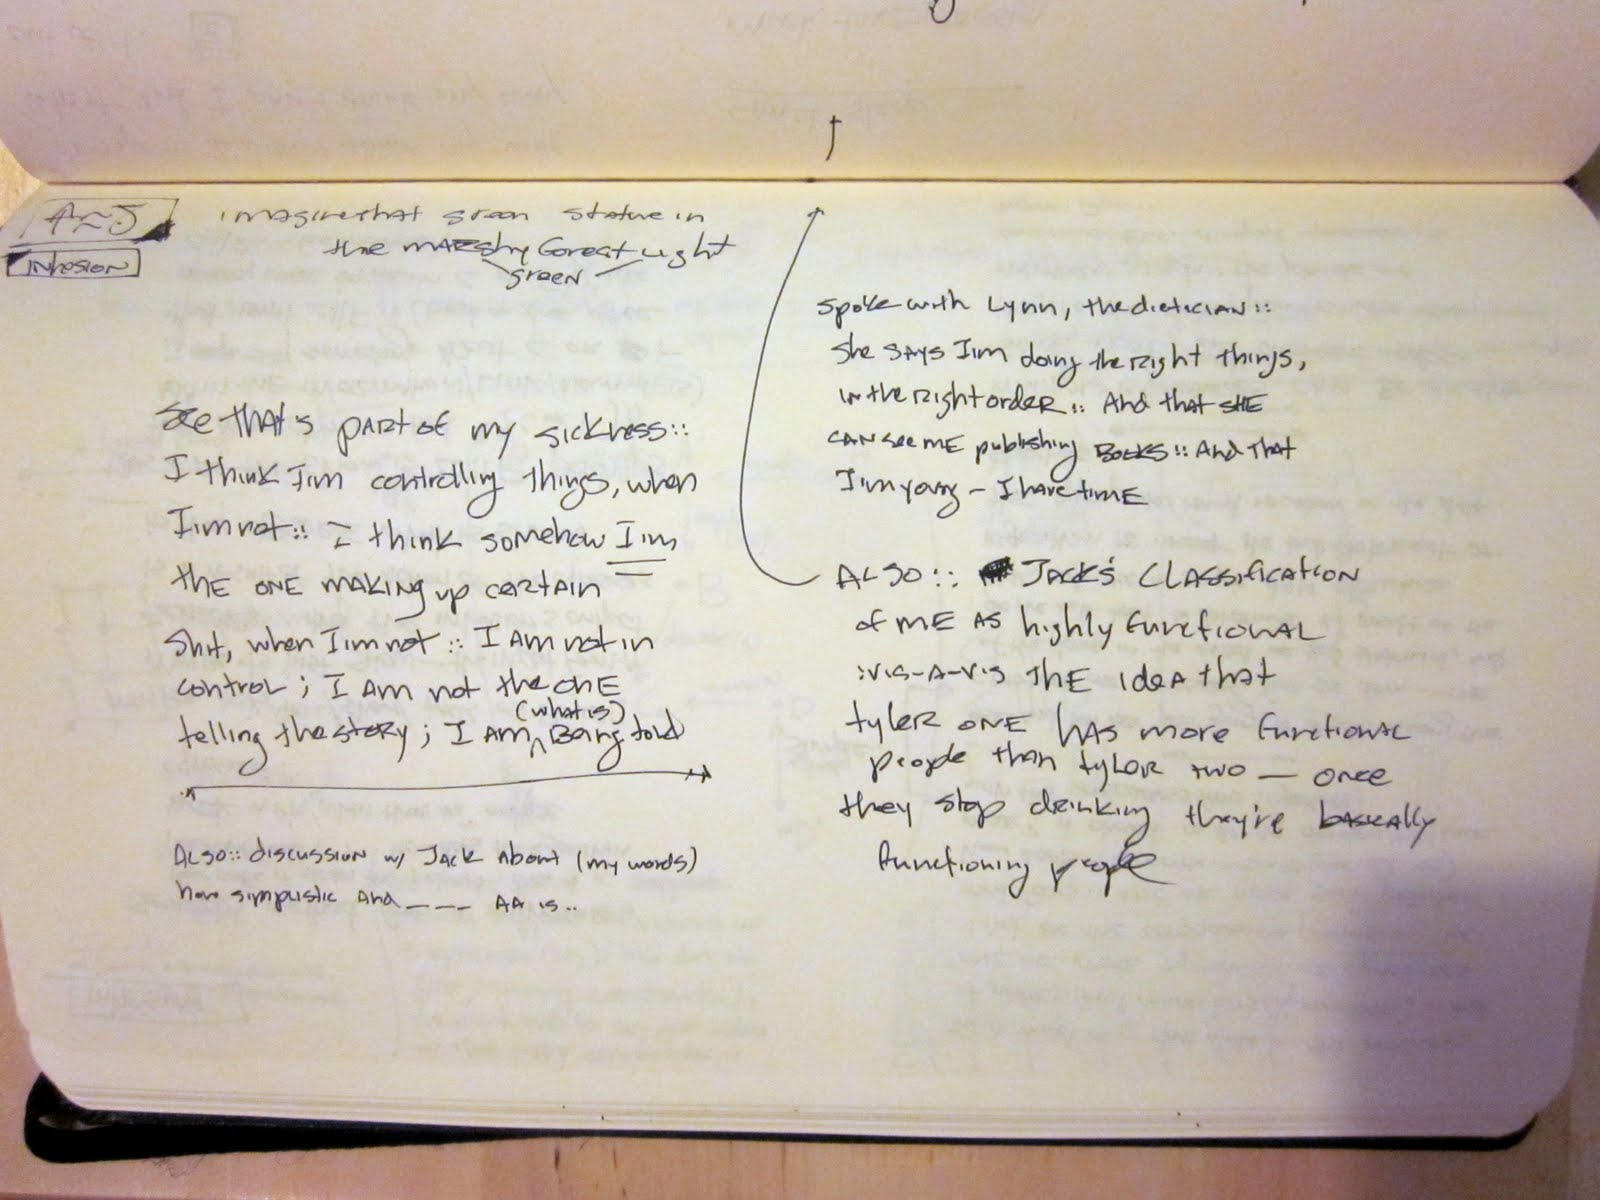 INFUSION
imagine that green statue in
the marshy forest light
green
See that's part of my sickness::
I think I'm controlling things, when
I'm not:: I think somehow I'm
the one making up certain
Shit, when I'm not:: I am not in
control; I am not the one
(what is)
telling the story; I am ^ Being told
Also:: discussion w/ Jack About (my words)
how simplistic and ___ AA is..
Spoke with Lynn, the dietician::
She says I'm doing the right things,
in the right order:: And that SHE
can see me publishing Books:: And that
I'm young – I have time
ALSO:: Jack's classification
of me as highly functional
:vis-a-vis the idea that
tyler one has more functional
people than tyler two — once
they stop drinking they're basically
functioning people